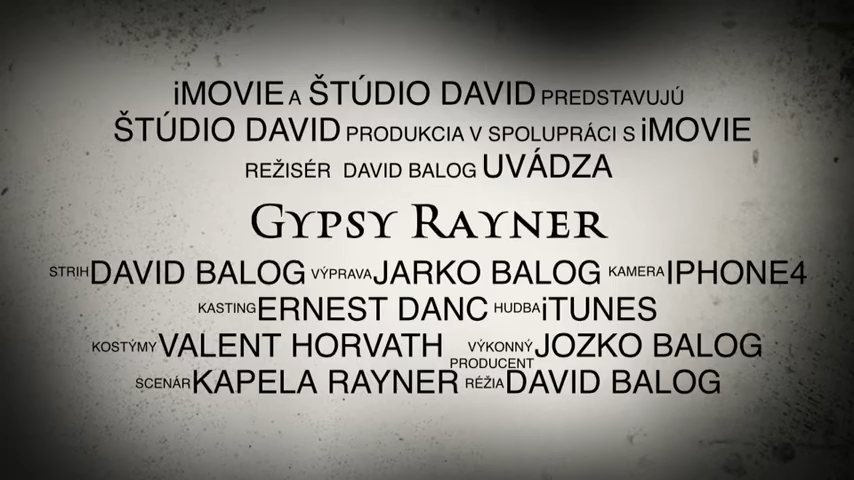 iMOVIE A ŠTÚDIO DAVID PREDSTAVUJÚ
ŠTÚDIO DAVID PRODUKCIA V SPOLUPRÁCI S iMOVIE
REŽISÉR DAVID BALOG UVÁDZA
GYPSY RAYNER
STRIH DAVID BALOG VÝPRAVA JARKO BALOG KAMERA IPHONE4
KASTING ERNEST DANC HUDBA iTUNES
KOSTÝMY VALENT HORVATH VÝKONNÝ PRODUCENT JOZKO BALOG
SCENÁR KAPELA RAYNER RÉŽIA DAVID BALOG